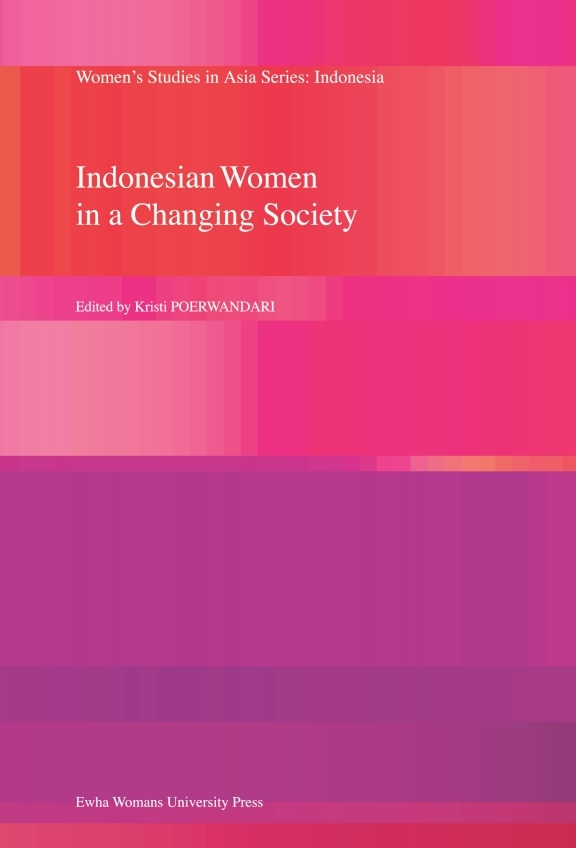 Women's Studies in Asia Series: Indonesia
Indonesian Women
in a Changing Society
Edited by Kristi POERWANDARI
Ewha Womans University Press